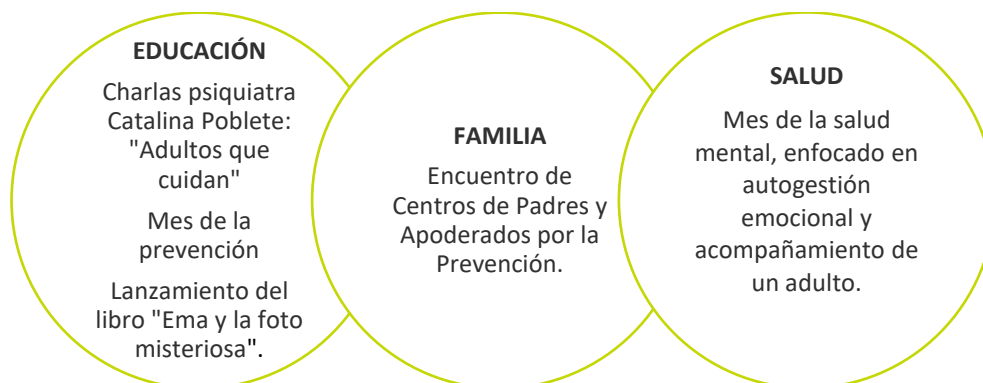 EDUCACIÓN
Charlas psiquiatra
Catalina Poblete:
"Adultos que
cuidan"
Mes de la
prevención
Lanzamiento del
libro "Ema y la foto
misteriosa".
FAMILIA
Encuentro de
Centros de Padres y
Apoderados por la
Prevención.
SALUD
Mes de la salud
mental, enfocado en
autogestión
emocional y
acompañamiento de
un adulto.